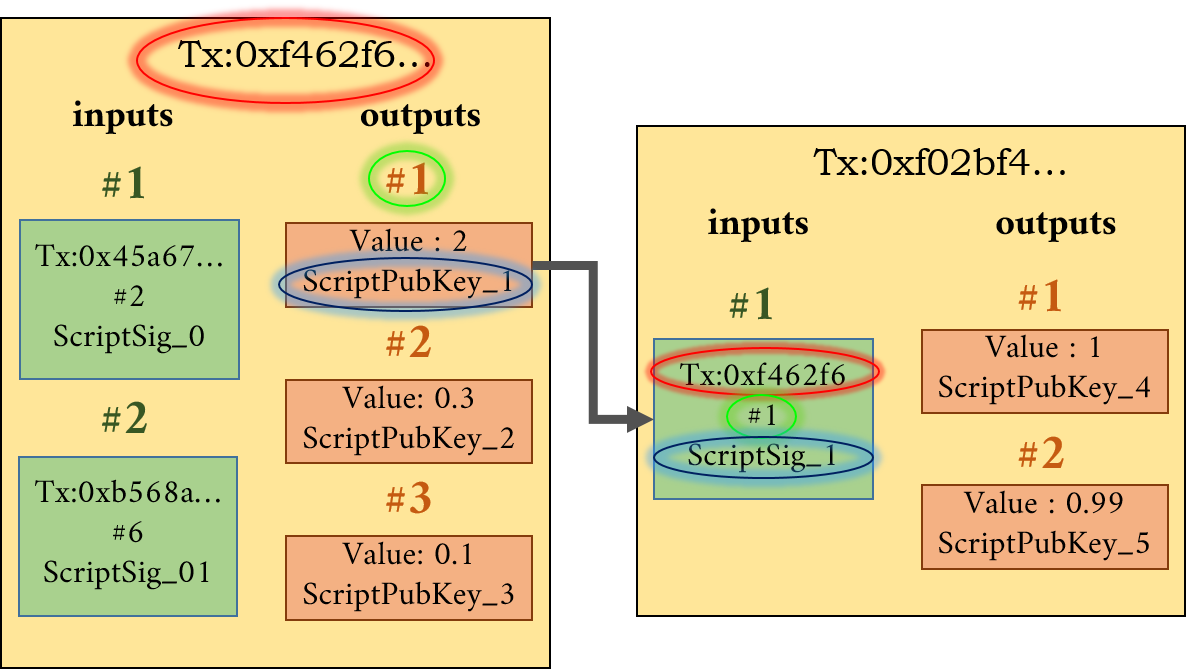 Tx:0xf462f6...
inputs
outputs
#1
Tx:0x45a67...
#2
ScriptSig_0
#2
Tx:0xb568a...
#6
ScriptSig_01
#1
Value : 2
ScriptPubKey_1
#2
Value: 0.3
ScriptPubKey_2
#3
Value: 0.1
ScriptPubKey_3
Tx:0xf02bf4...
inputs
outputs
#1
Tx:0xf462f6
#1
ScriptSig_1
#1
Value : 1
ScriptPubKey_4
#2
Value : 0.99
ScriptPubKey_5